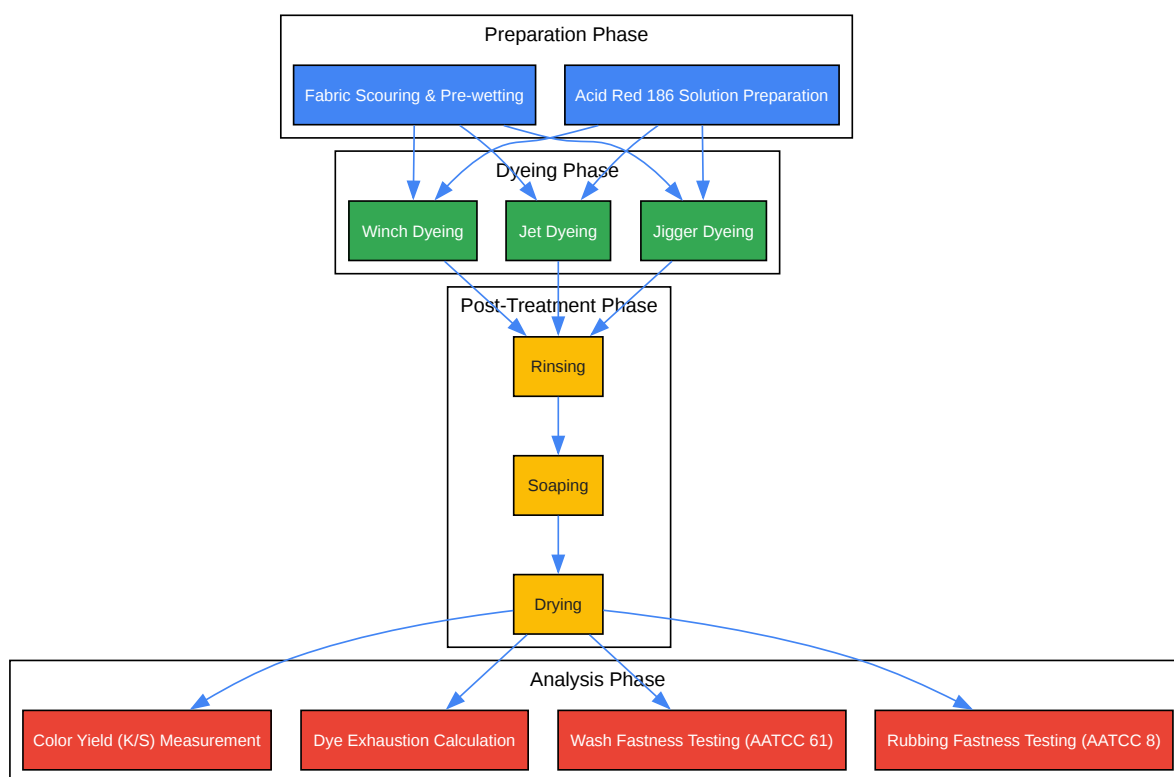 Preparation Phase
Fabric Scouring & Pre-wetting
Acid Red 186 Solution Preparation
Dyeing Phase
Winch Dyeing
Jet Dyeing
Jigger Dyeing
Post-Treatment Phase
Rinsing
Soaping
Drying
Analysis Phase
Color Yield (K/S) Measurement
Dye Exhaustion Calculation
Wash Fastness Testing (AATCC 61)
Rubbing Fastness Testing (AATCC 8)